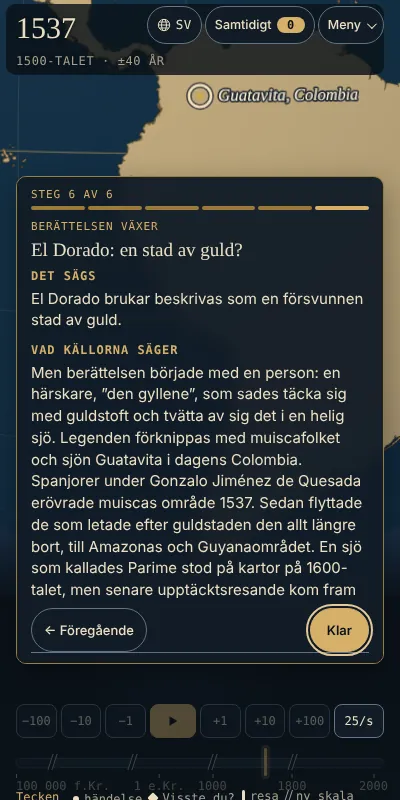 1537
SV
Samtidigt 0
Meny
1500-TALET · ±40 ÅR
Guatavita, Colombia
STEG 6 AV 6
BERÄTTELSEN VÄXER
El Dorado: en stad av guld?
DET SÄGS
El Dorado brukar beskrivas som en försvunnen
stad av guld.
VAD KÄLLORNA SÄGER
Men berättelsen började med en person: en
härskare, ”den gyllene”, som sades täcka sig
med guldstoft och tvätta av sig det i en helig
sjö. Legenden förknippas med muiscafolket
och sjön Guatavita i dagens Colombia.
Spanjorer under Gonzalo Jiménez de Quesada
erövrade muiscas område 1537. Sedan flyttade
de som letade efter guldstaden den allt längre
bort, till Amazonas och Guyanaområdet. En sjö
som kallades Parime stod på kartor på 1600-
talet, men senare upptäcktsresande kom fram
← Föregående
Klar
−100 −10 −1 +1 +10 +100 25/s
100 000 f.Kr. 1 e.Kr. 1000 1800 2000
Tecken händelse Visste du? resa // ny skala